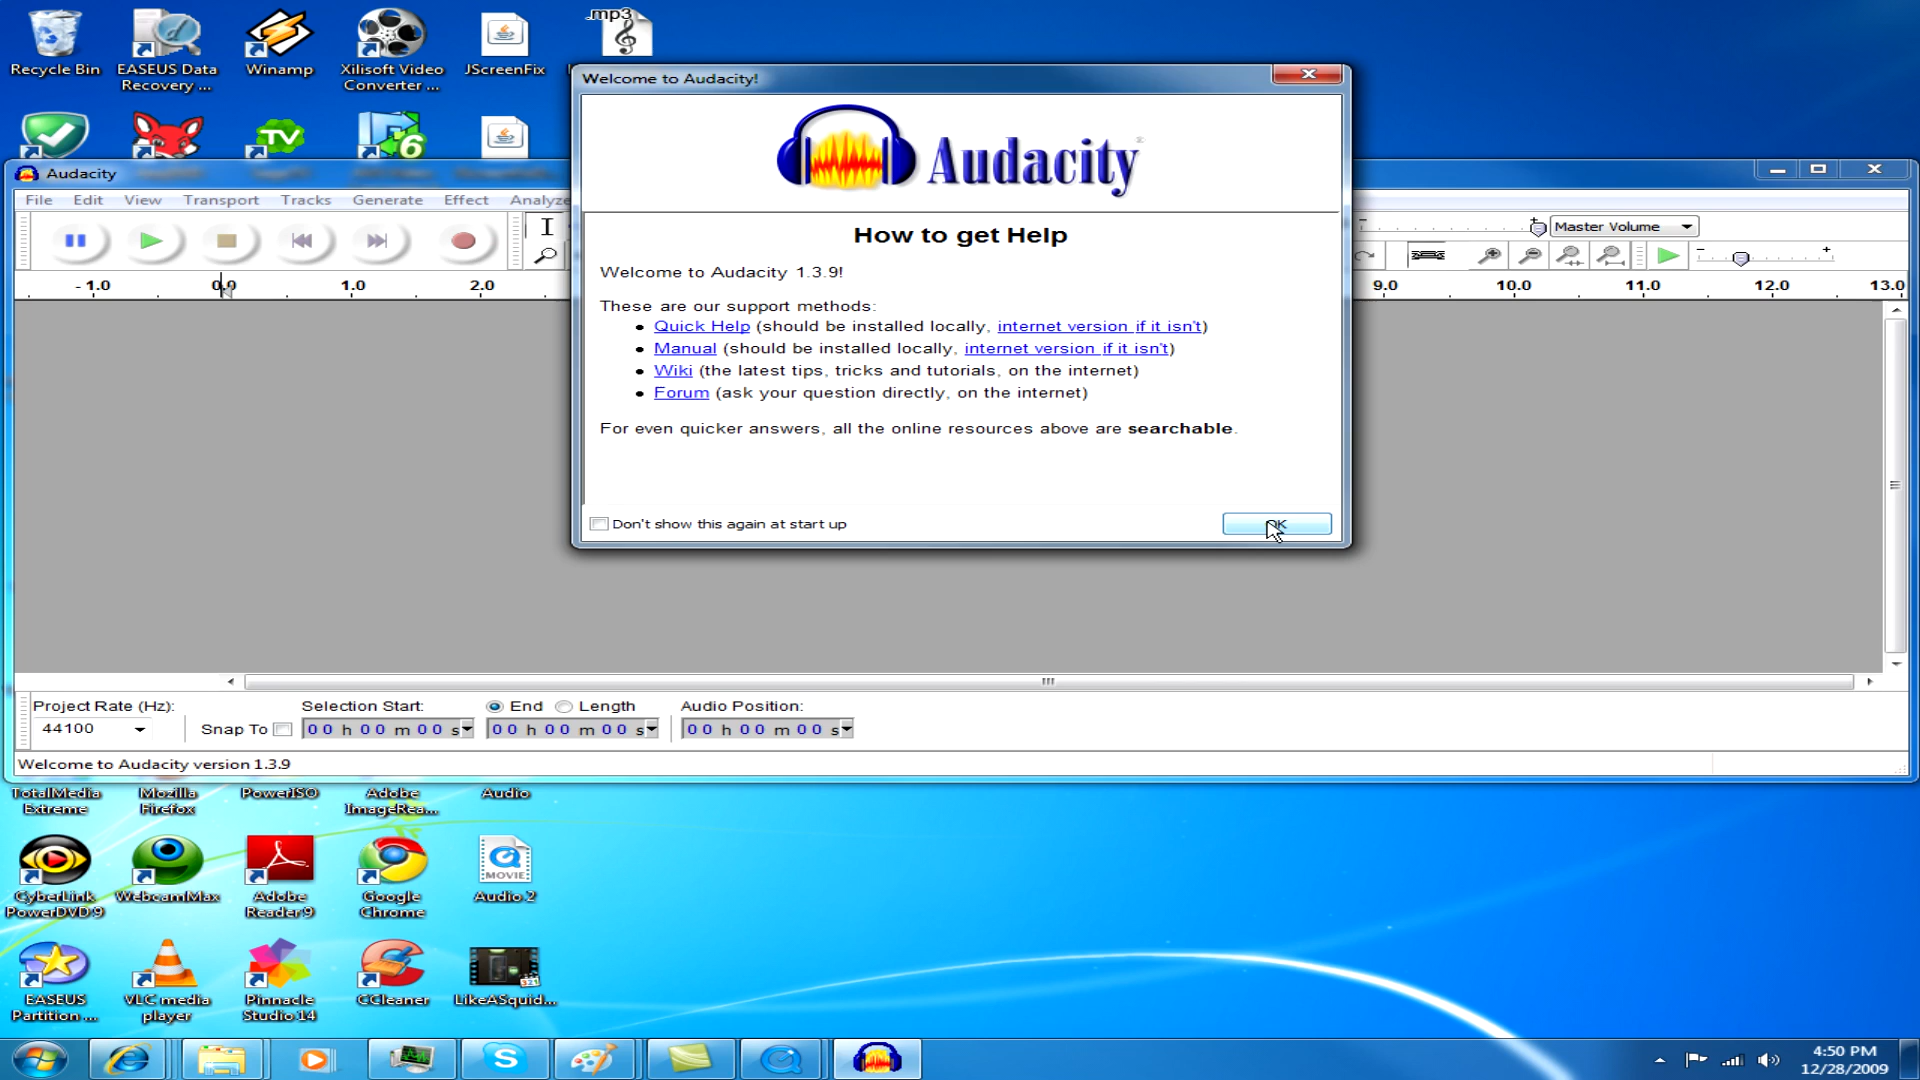 .mp3
Recycle Bin
EASEUS Data
Recovery ...
Winamp
Xilisoft Video
Converter ...
JScreenFix
TV
6
Welcome to Audacity!
Audacity
How to get Help
Welcome to Audacity 1.3.9!
These are our support methods:
Quick Help (should be installed locally, internet version if it isn't)
Manual (should be installed locally, internet version if it isn't)
Wiki (the latest tips, tricks and tutorials, on the internet)
Forum (ask your question directly, on the internet)
For even quicker answers, all the online resources above are searchable.
Don't show this again at start up
OK
Audacity
File Edit View Transport Tracks Generate Effect Analyze
Master Volume
- 1.0 0.0 1.0 2.0 9.0 10.0 11.0 12.0 13.0
Project Rate (Hz):
44100
Snap To
Selection Start:
00 h 00 m 00 s
End Length
00 h 00 m 00 s
Audio Position:
00 h 00 m 00 s
Welcome to Audacity version 1.3.9
TotalMedia
Extreme
Mozilla
Firefox
PowerISO
Adobe
ImageRea...
Audio
CyberLink
PowerDVD 9
WebcamMax
Adobe
Reader 9
Google
Chrome
MOVIE
Audio 2
EASEUS
Partition ...
VLC media
player
Pinnacle
Studio 14
CCleaner
321
LikeASquid...
4:50 PM
12/28/2009